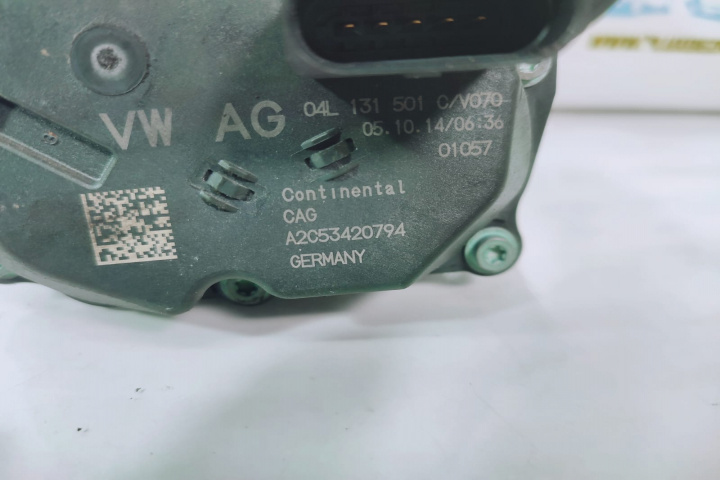 VW AG 04L 131 501 C/V070
05.10.14/06:36
01057
Continental
CAG
A2C53420794
GERMANY